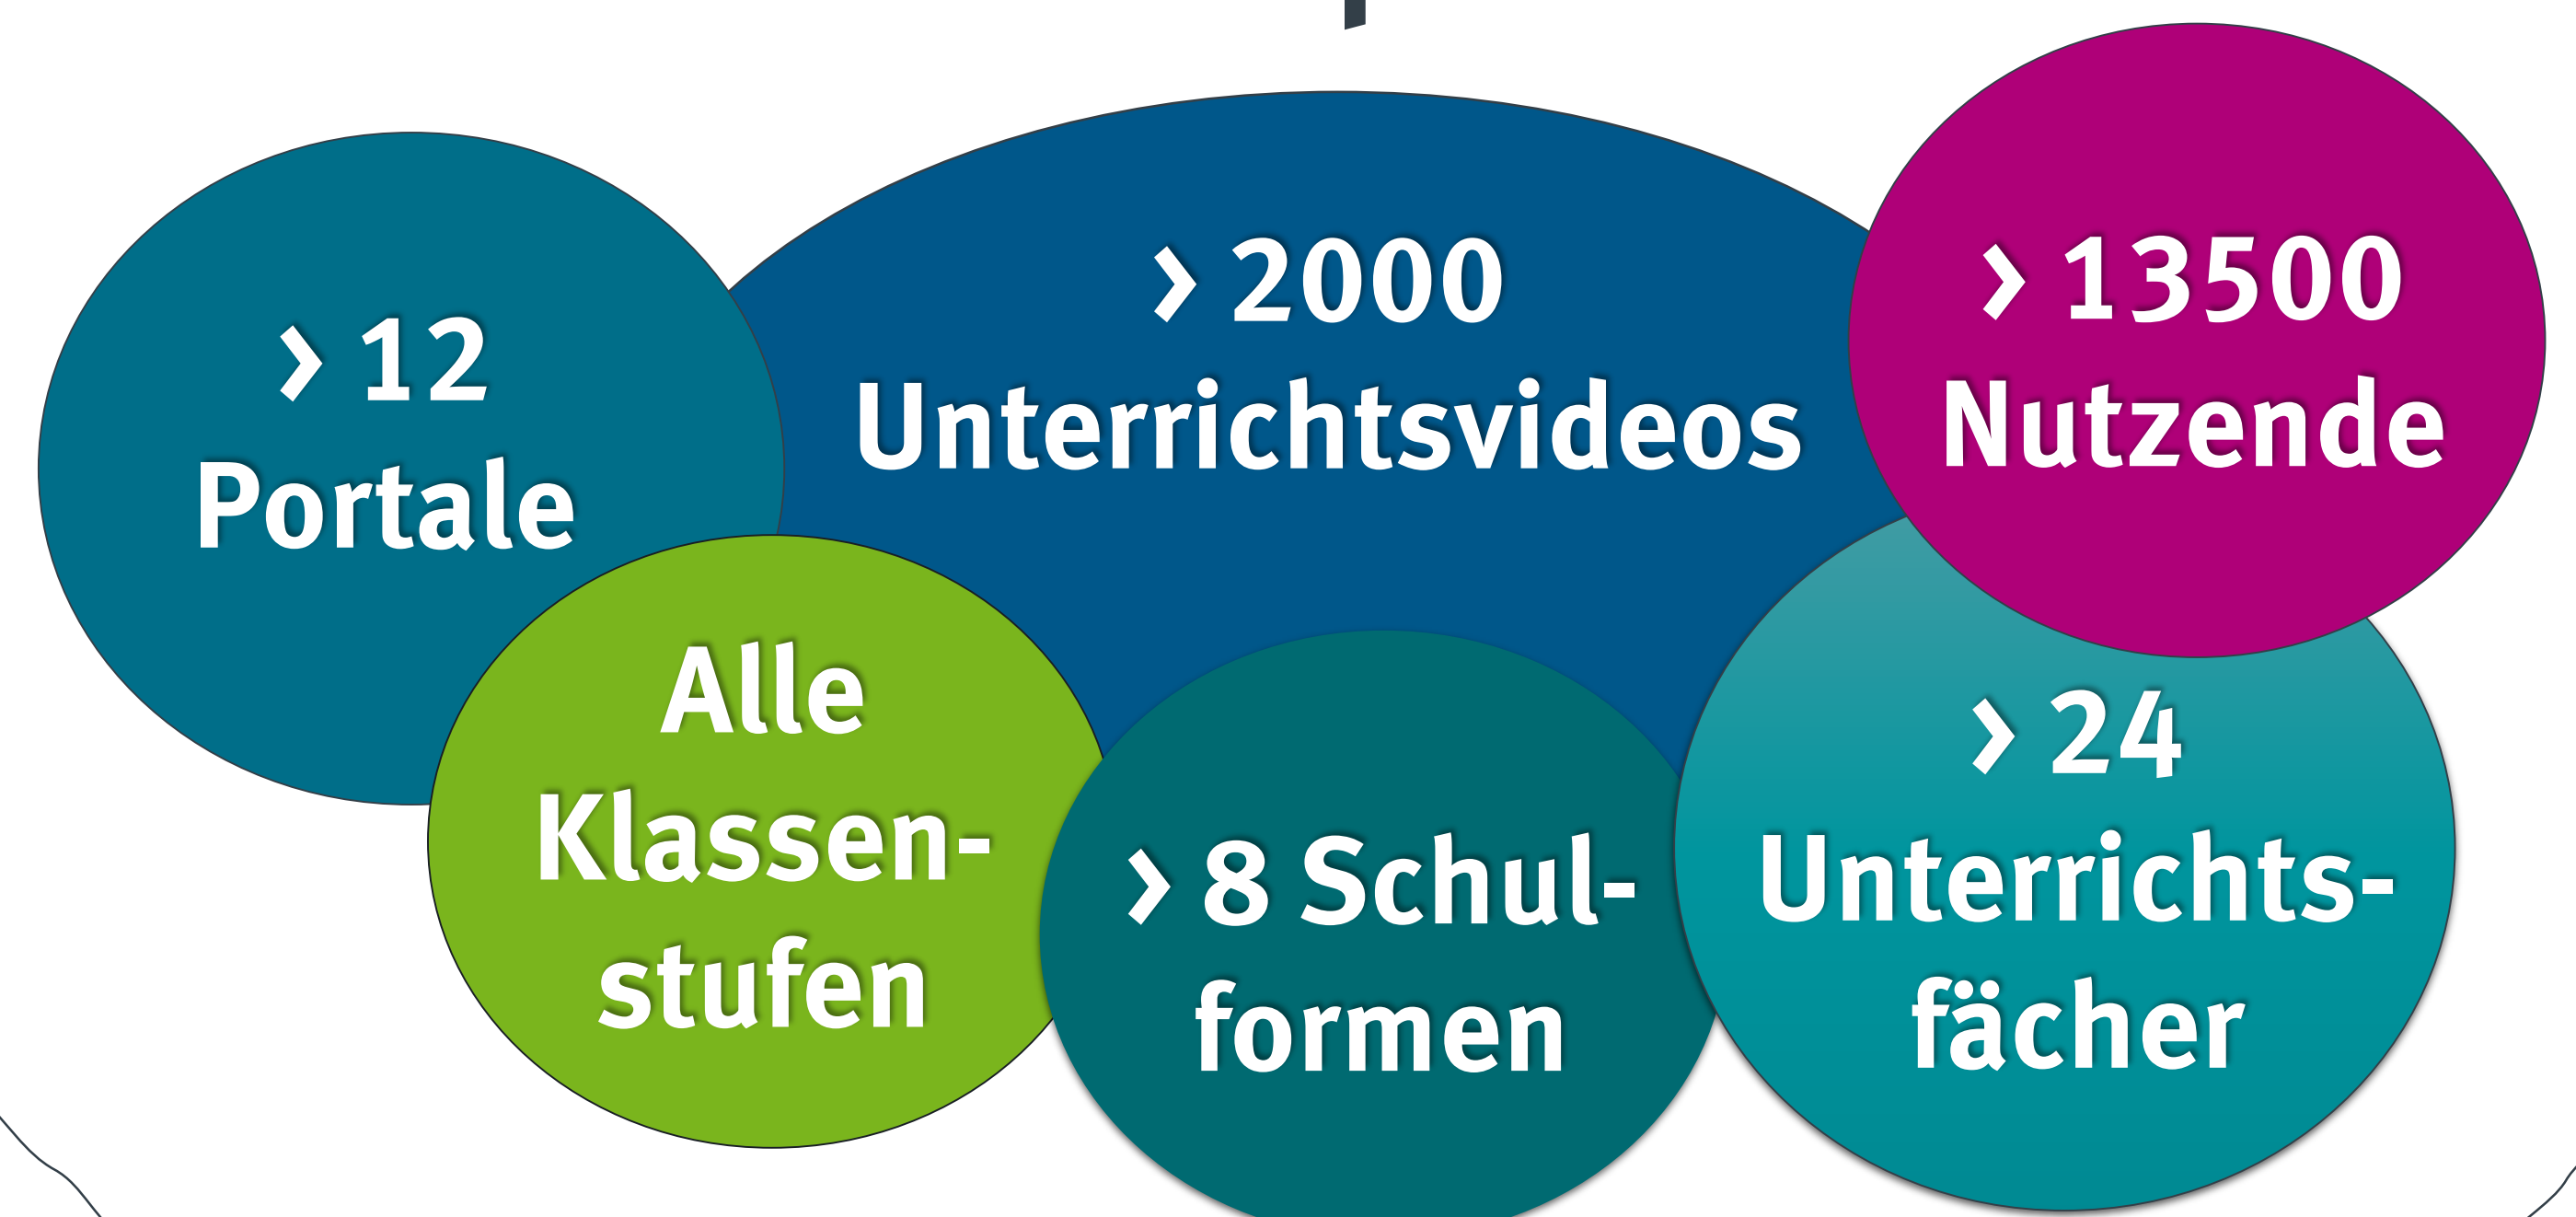 > 12
Portale
> 2000
Unterrichtsvideos
> 13500
Nutzende
Alle
Klassen-
stufen
> 8 Schul-
formen
> 24
Unterrichts-
fächer